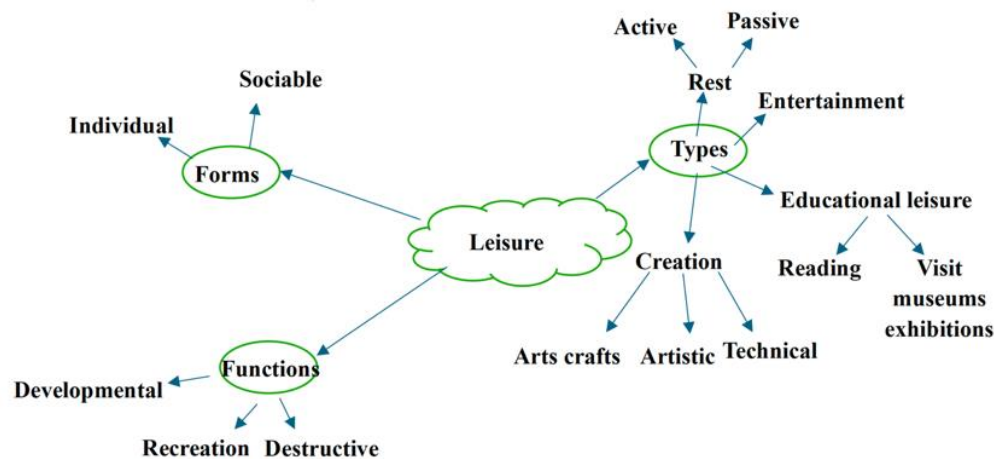 Active
Passive
Rest
Entertainment
Types
Educational leisure
Reading
Visit
museums
exhibitions
Creation
Arts crafts
Artistic
Technical
Sociable
Individual
Forms
Leisure
Functions
Developmental
Recreation
Destructive